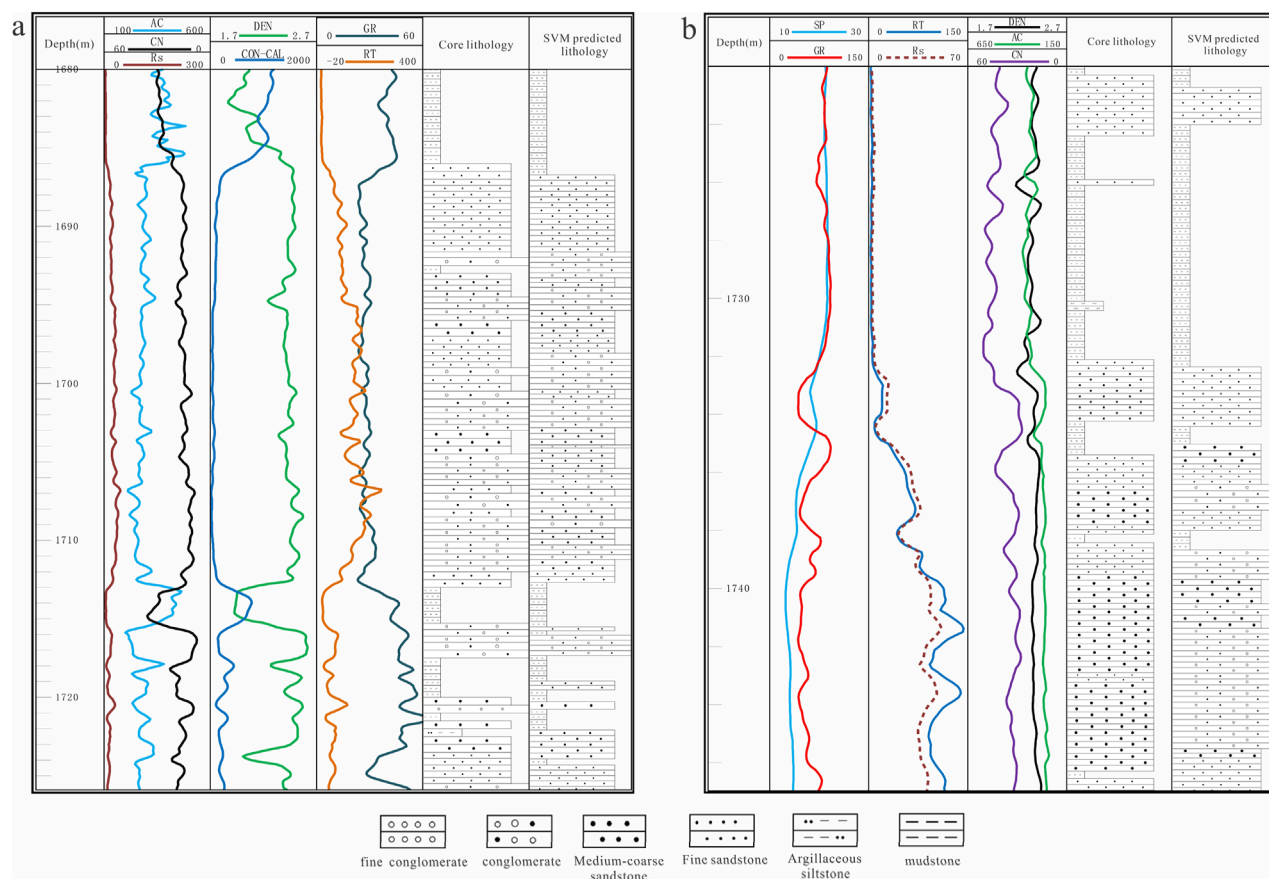 a
Depth(m)
AC
100 600
CN
60 0
Rs
0 300
DEN
1.7 2.7
CON-CAL
0 2000
GR
0 60
RT
-20 400
Core lithology
SVM predicted
lithology
1680
1690
1700
1710
1720
b
Depth(m)
SP
10 30
GR
0 150
RT
0 150
Rs
0 70
DEN
1.7 2.7
AC
650 150
CN
60 0
Core lithology
SVM predicted
lithology
1730
1740
fine conglomerate
conglomerate
Medium-coarse
sandstone
Fine sandstone
Argillaceous
siltstone
mudstone